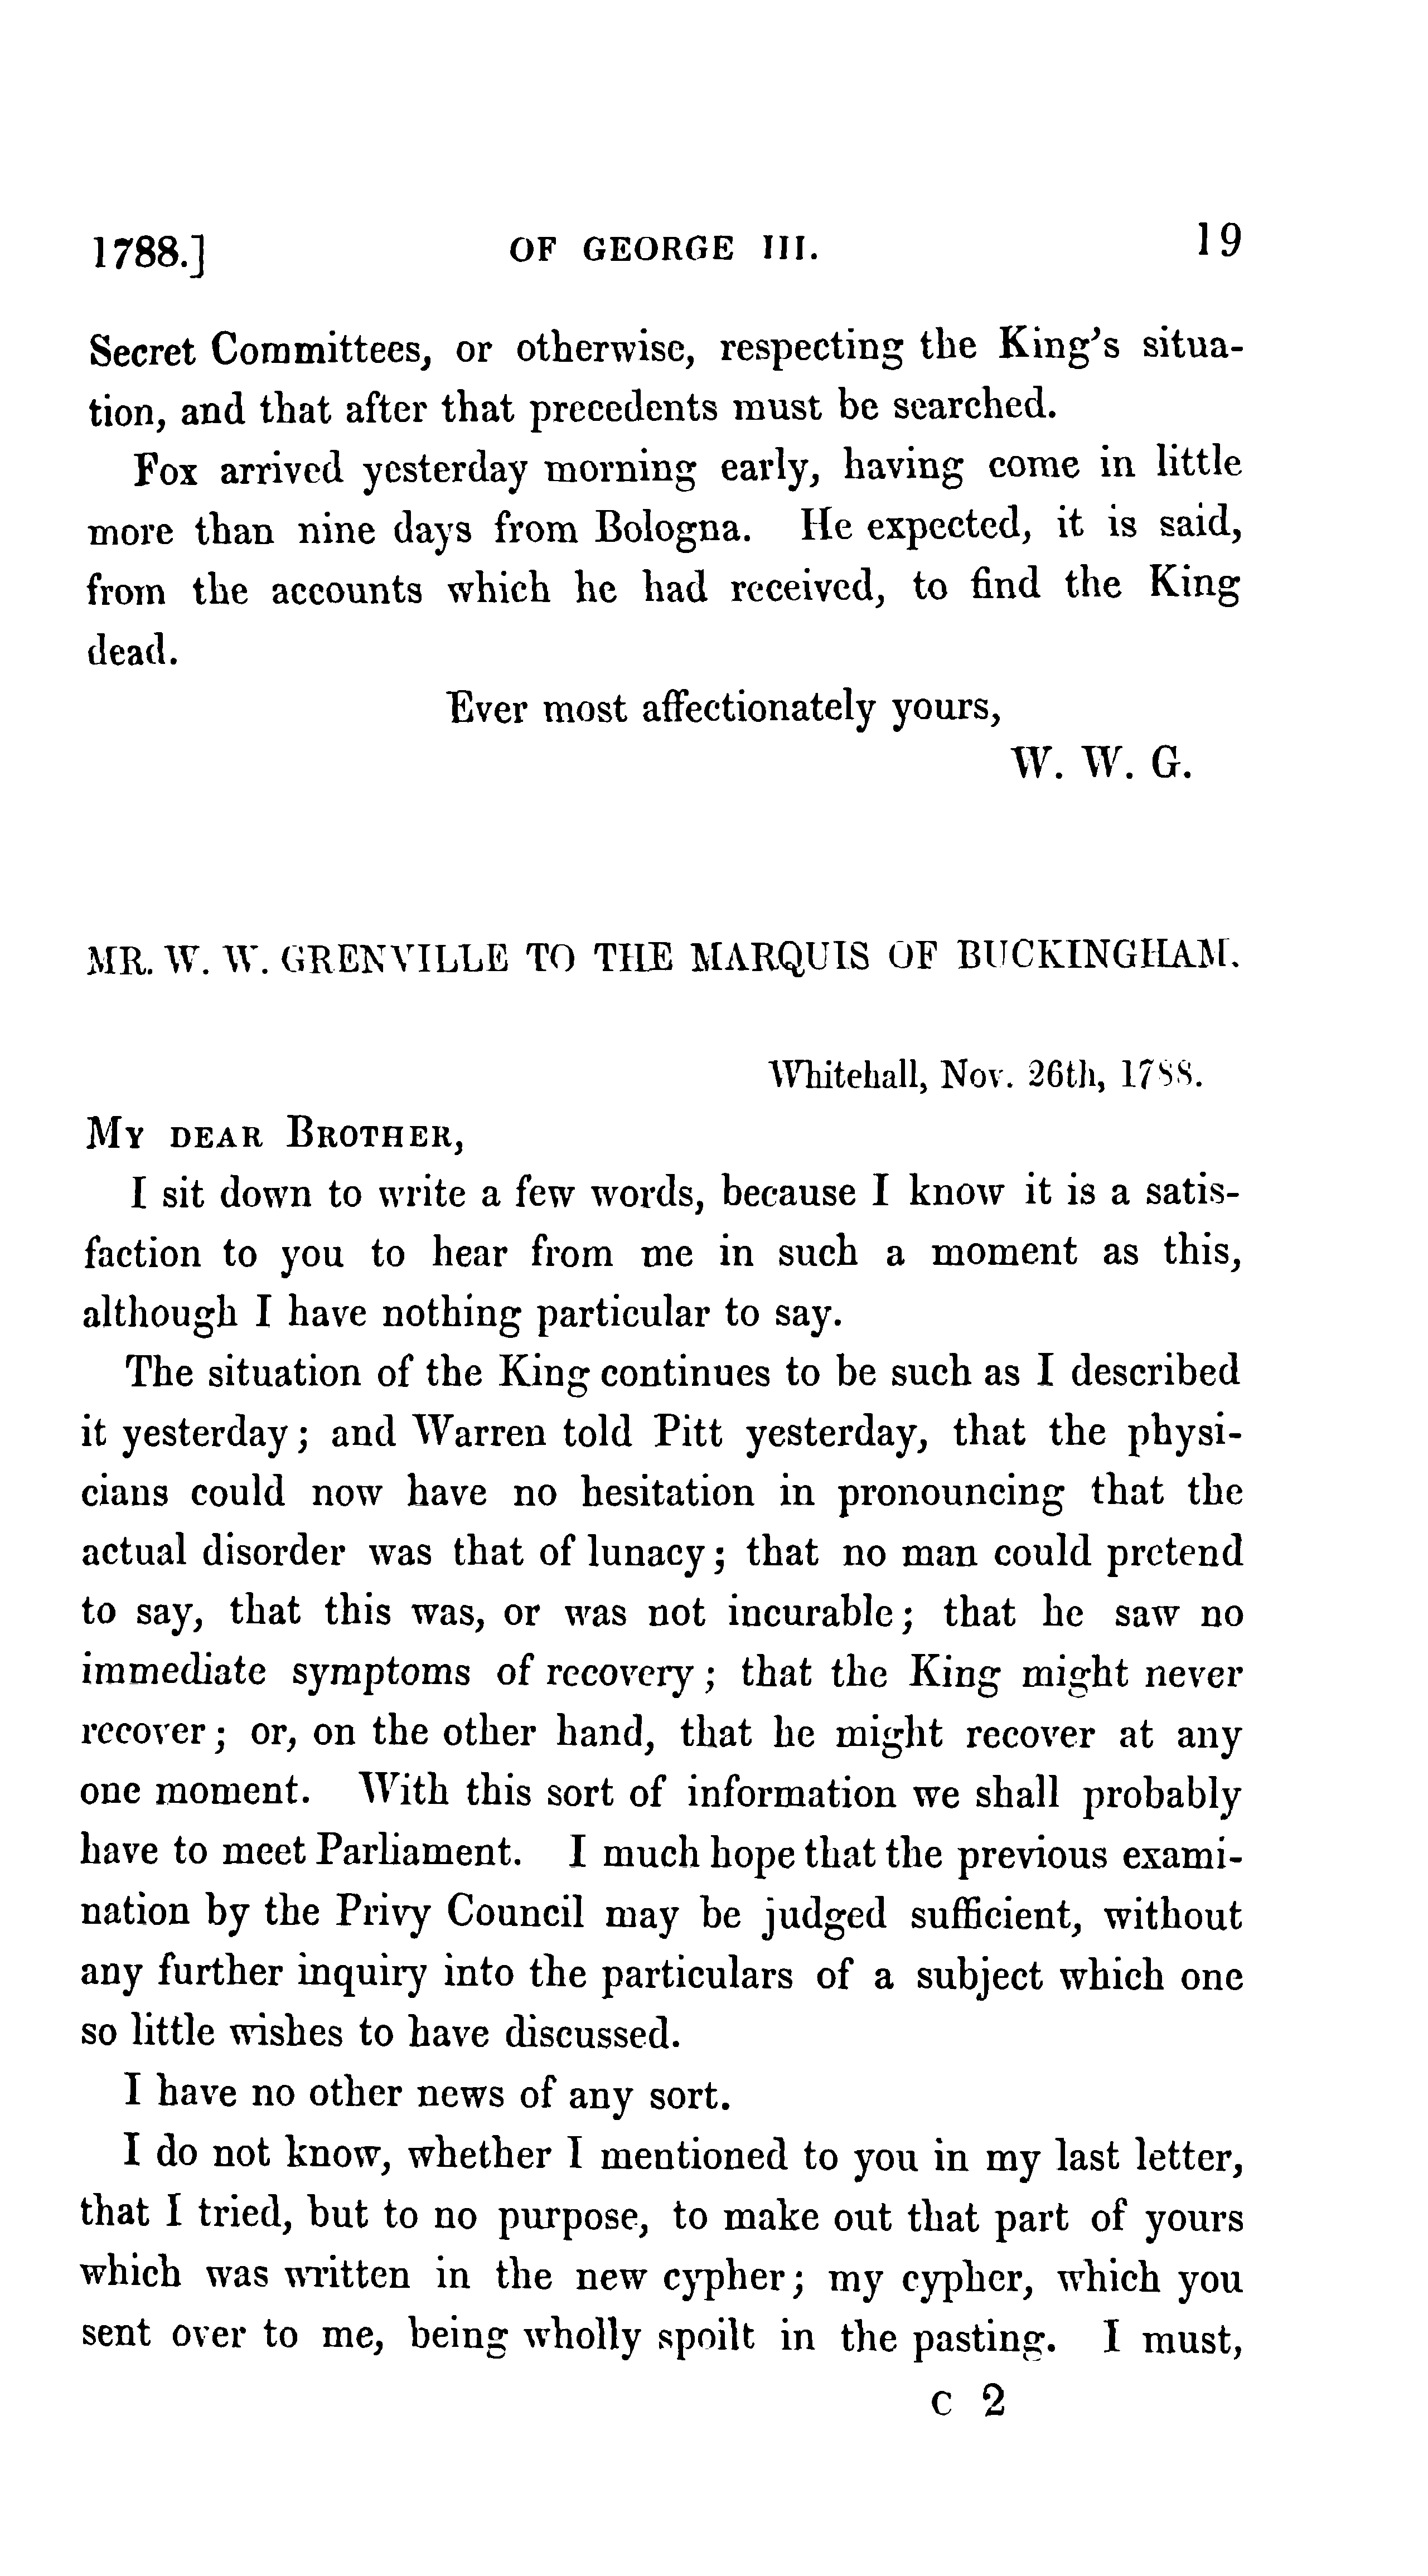 1788.] OF GEORGE III. 19
Secret Committees, or otherwise, respecting the King's situa-
tion, and that after that precedents must be searched.
Fox arrived yesterday morning early, having come in little
more than nine days from Bologna. He expected, it is said,
from the accounts which he had received, to find the King
dead.
Ever most affectionately yours,
W. W. G.
MR. W. W. GRENVILLE TO THE MARQUIS OF BUCKINGHAM.
Whitehall, Nov. 26th, 1788.
MY DEAR BROTHER,
I sit down to write a few words, because I know it is a satis-
faction to you to hear from me in such a moment as this,
although I have nothing particular to say.
The situation of the King continues to be such as I described
it yesterday; and Warren told Pitt yesterday, that the physi-
cians could now have no hesitation in pronouncing that the
actual disorder was that of lunacy; that no man could pretend
to say, that this was, or was not incurable; that he saw no
immediate symptoms of recovery; that the King might never
recover; or, on the other hand, that he might recover at any
one moment. With this sort of information we shall probably
have to meet Parliament. I much hope that the previous exami-
nation by the Privy Council may be judged sufficient, without
any further inquiry into the particulars of a subject which one
so little wishes to have discussed.
I have no other news of any sort.
I do not know, whether I mentioned to you in my last letter,
that I tried, but to no purpose, to make out that part of yours
which was written in the new cypher; my cypher, which you
sent over to me, being wholly spoilt in the pasting. I must,
C 2